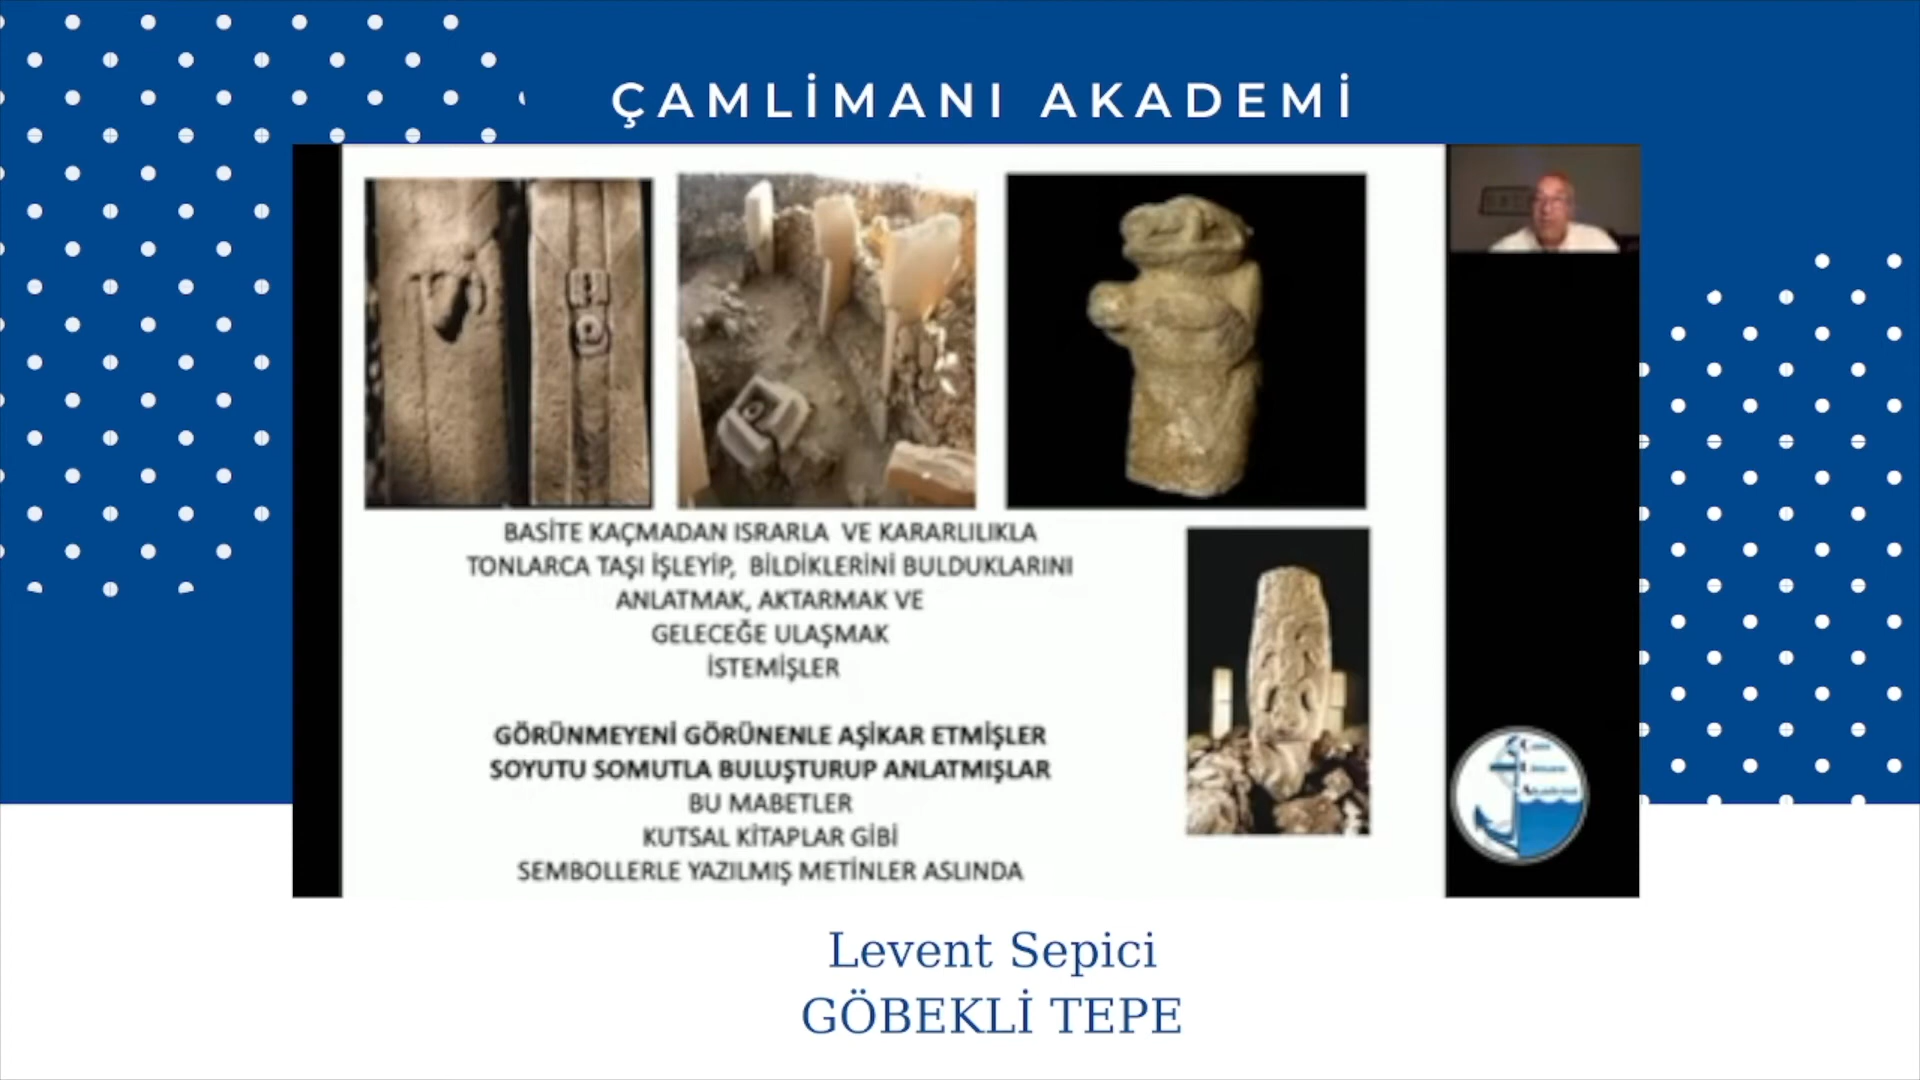 ÇAMLİMANI AKADEMİ
BASİTE KAÇMADAN ISRARLA VE KARARLILIKLA
TONLARCA TAŞI İŞLEYİP, BİLDİKLERİNİ BULDUKLARINI
ANLATMAK, AKTARMAK VE
GELECEĞE ULAŞMAK
İSTEMİŞLER
GÖRÜNMEYENİ GÖRÜNENLE AŞİKAR ETMİŞLER
SOYUTU SOMUTLA BULUŞTURUP ANLATMIŞLAR
BU MABETLER
KUTSAL KİTAPLAR GİBİ
SEMBOLLERLE YAZILMIŞ METİNLER ASLINDA
Levent Sepici
GÖBEKLİ TEPE